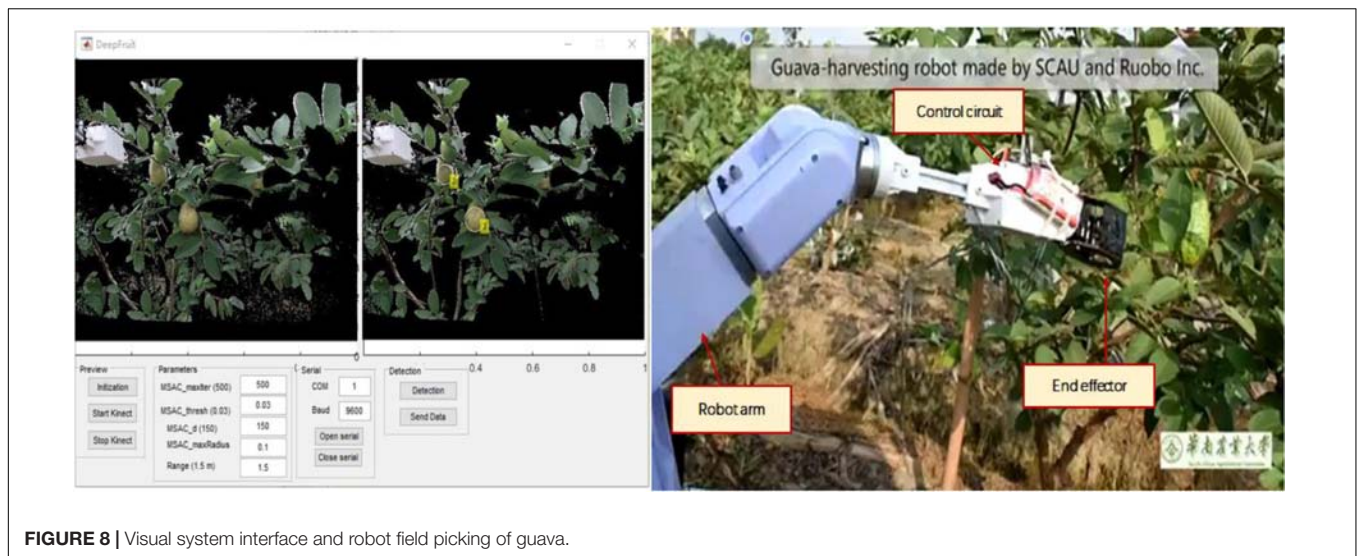 DeepFruit
0
0.4 0.6 0.8 1
Preview
Initization
Start Kinect
Stop Kinect
Parameters
MSAC_maxIter (500) 500
MSAC_thresh (0.03) 0.03
MSAC_d (150) 150
MSAC_maxRadius 0.1
Range (1.5 m) 1.5
Serial
COM 1
Baud 9600
Open serial
Close serial
Detection
Detection
Send Data
Guava-harvesting robot made by SCAU and Ruobo Inc.
Control circuit
Robot arm
End effector
華南農業大學
FIGURE 8 | Visual system interface and robot field picking of guava.